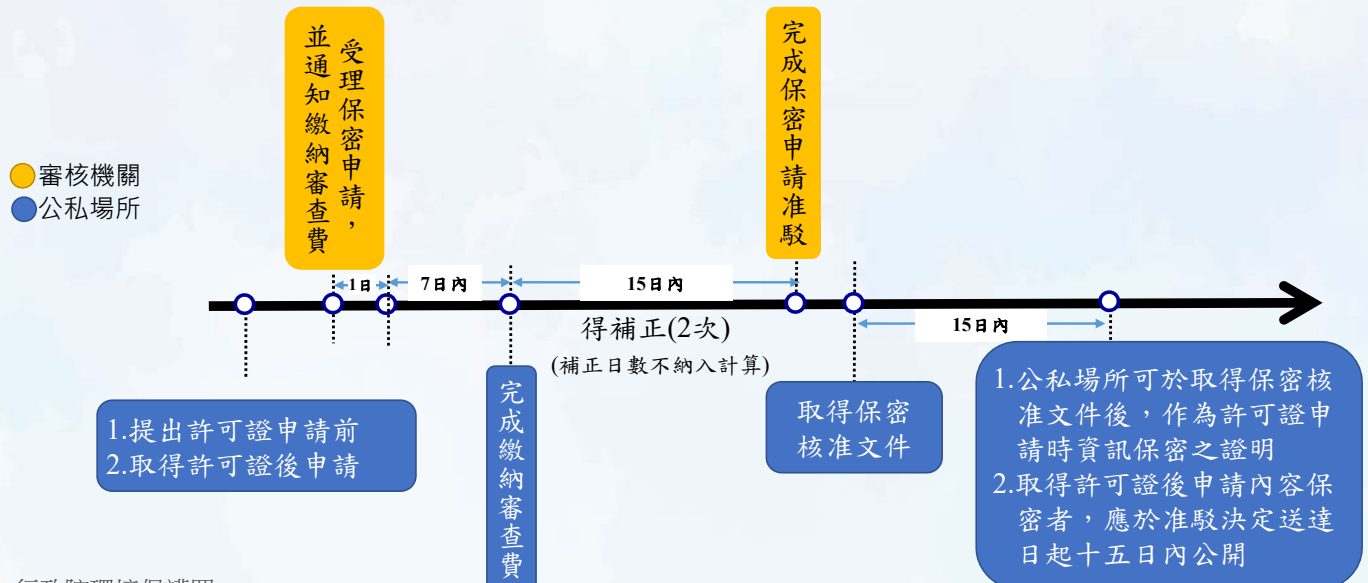 受理保密申請，
並通知繳納審查費
完成保密申請准駁
審核機關
公私場所
1日
7日內
15日內
得補正(2次)
(補正日數不納入計算)
15日內
1.提出許可證申請前
2.取得許可證後申請
完成繳納審查費
取得保密
核准文件
1.公私場所可於取得保密核
准文件後，作為許可證申
請時資訊保密之證明
2.取得許可證後申請內容保
密者，應於准駁決定送達
日起十五日內公開